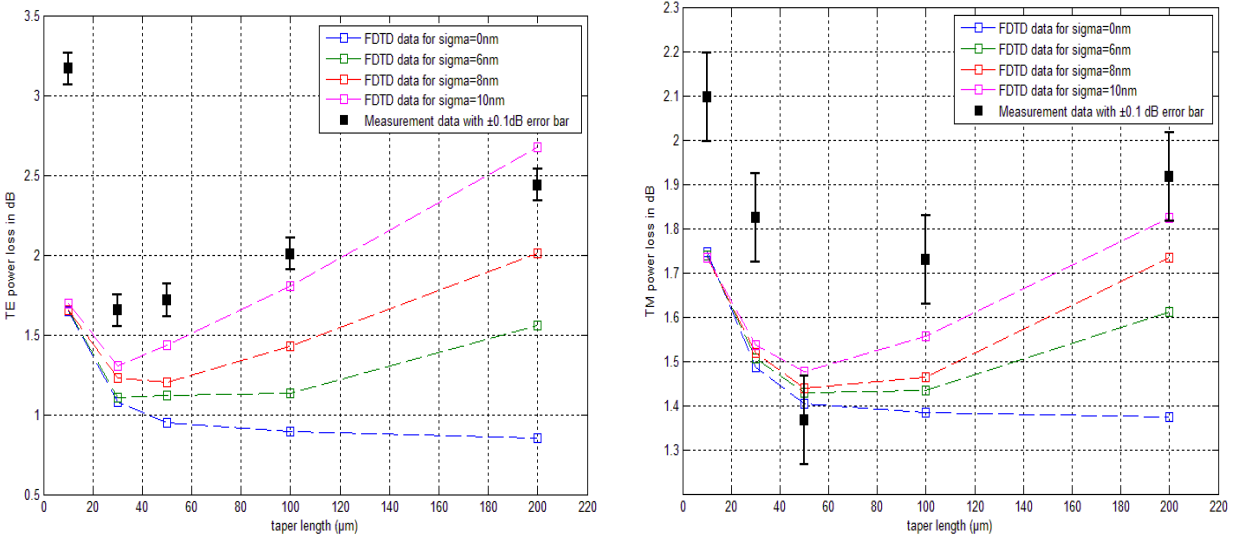 3.5
3
2.5
2
1.5
1
0.5
TE power loss in dB
FDTD data for sigma=0nm
FDTD data for sigma=6nm
FDTD data for sigma=8nm
FDTD data for sigma=10nm
Measurement data with ±0.1dB error bar
0 20 40 60 80 100 120 140 160 180 200 220
taper length (µm)
2.3
2.2
2.1
2
1.9
1.8
1.7
1.6
1.5
1.4
1.3
TM power loss in dB
FDTD data for sigma=0nm
FDTD data for sigma=6nm
FDTD data for sigma=8nm
FDTD data for sigma=10nm
Measurement data with ±0.1 dB error bar
0 20 40 60 80 100 120 140 160 180 200 220
taper length (µm)